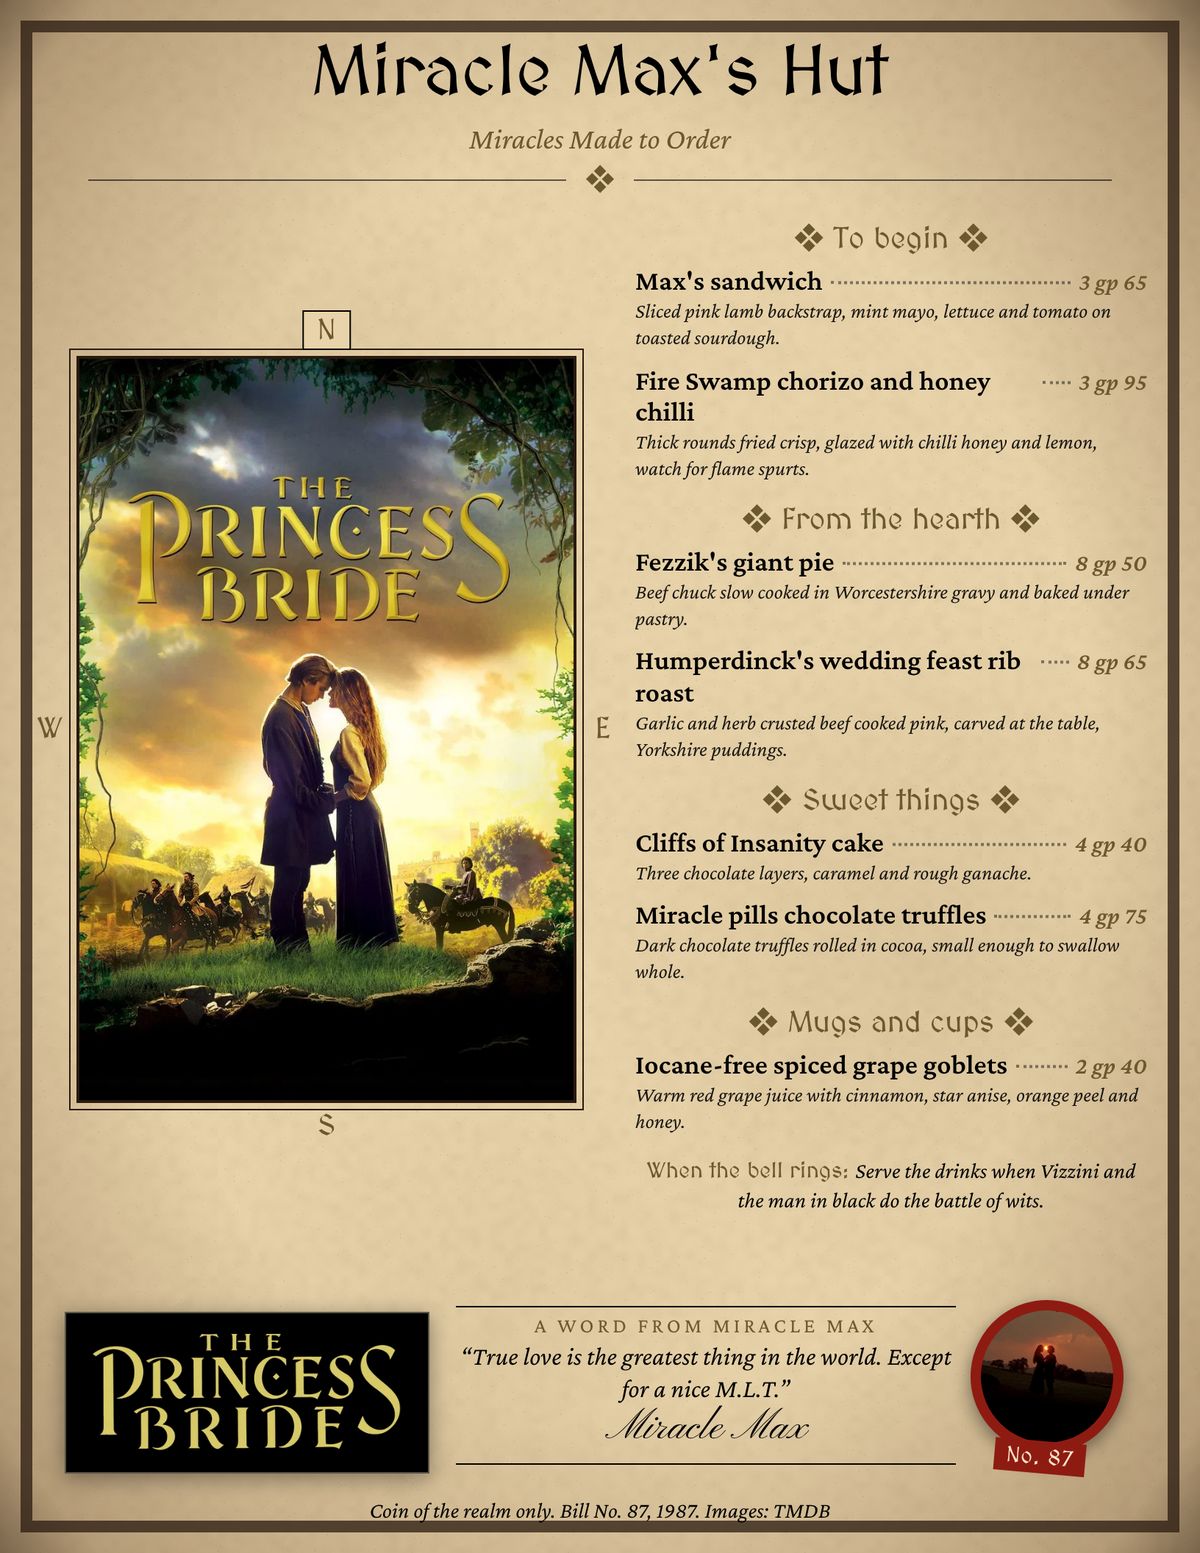 Miracle Max's Hut
Miracles Made to Order
❖
N
THE
PRINCESS
BRIDE
W
E
S
❖ To begin ❖
Max's sandwich 3 gp 65
Sliced pink lamb backstrap, mint mayo, lettuce and tomato on
toasted sourdough.
Fire Swamp chorizo and honey 3 gp 95
chilli
Thick rounds fried crisp, glazed with chilli honey and lemon,
watch for flame spurts.
❖ From the hearth ❖
Fezzik's giant pie 8 gp 50
Beef chuck slow cooked in Worcestershire gravy and baked under
pastry.
Humperdinck's wedding feast rib 8 gp 65
roast
Garlic and herb crusted beef cooked pink, carved at the table,
Yorkshire puddings.
❖ Sweet things ❖
Cliffs of Insanity cake 4 gp 40
Three chocolate layers, caramel and rough ganache.
Miracle pills chocolate truffles 4 gp 75
Dark chocolate truffles rolled in cocoa, small enough to swallow
whole.
❖ Mugs and cups ❖
Iocane-free spiced grape goblets 2 gp 40
Warm red grape juice with cinnamon, star anise, orange peel and
honey.
When the bell rings: Serve the drinks when Vizzini and
the man in black do the battle of wits.
THE
PRINCESS
BRIDE
A WORD FROM MIRACLE MAX
“True love is the greatest thing in the world. Except
for a nice M.L.T.”
Miracle Max
No. 87
Coin of the realm only. Bill No. 87, 1987. Images: TMDB